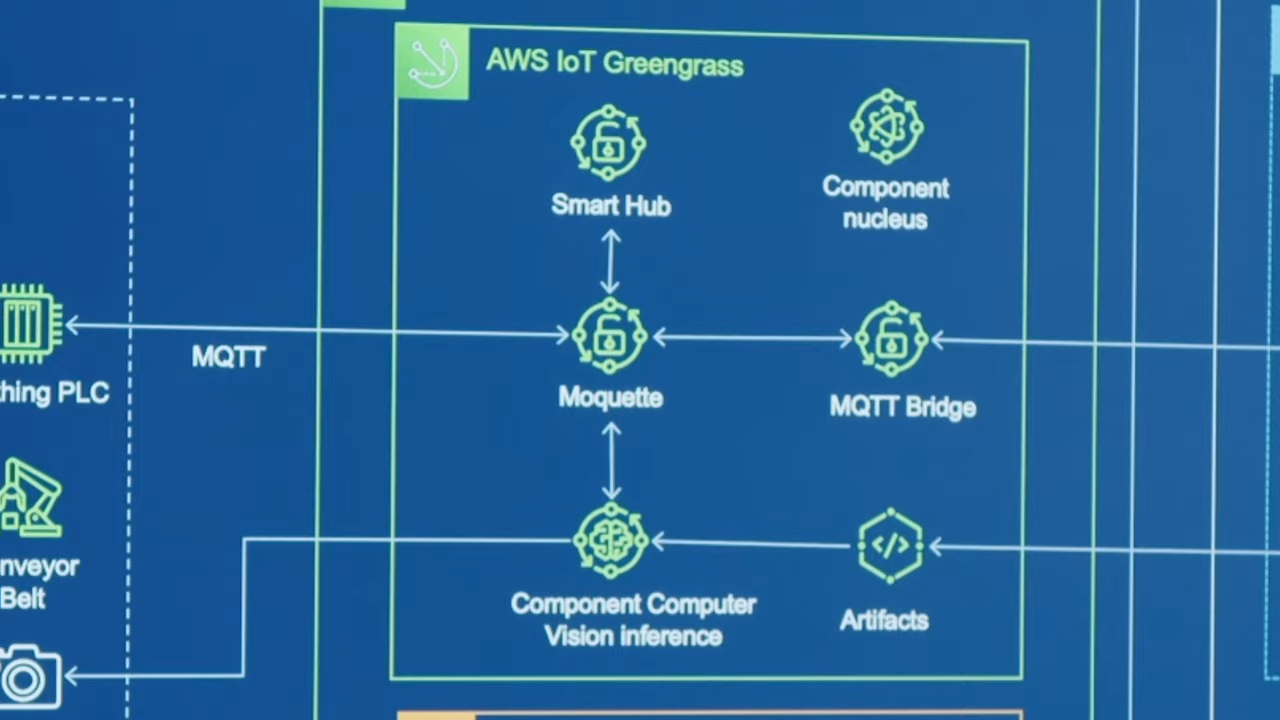 AWS IoT Greengrass
Smart Hub
Component
nucleus
MQTT
Moquette
MQTT Bridge
thing PLC
nveyor
Belt
Component Computer
Vision inference
Artifacts